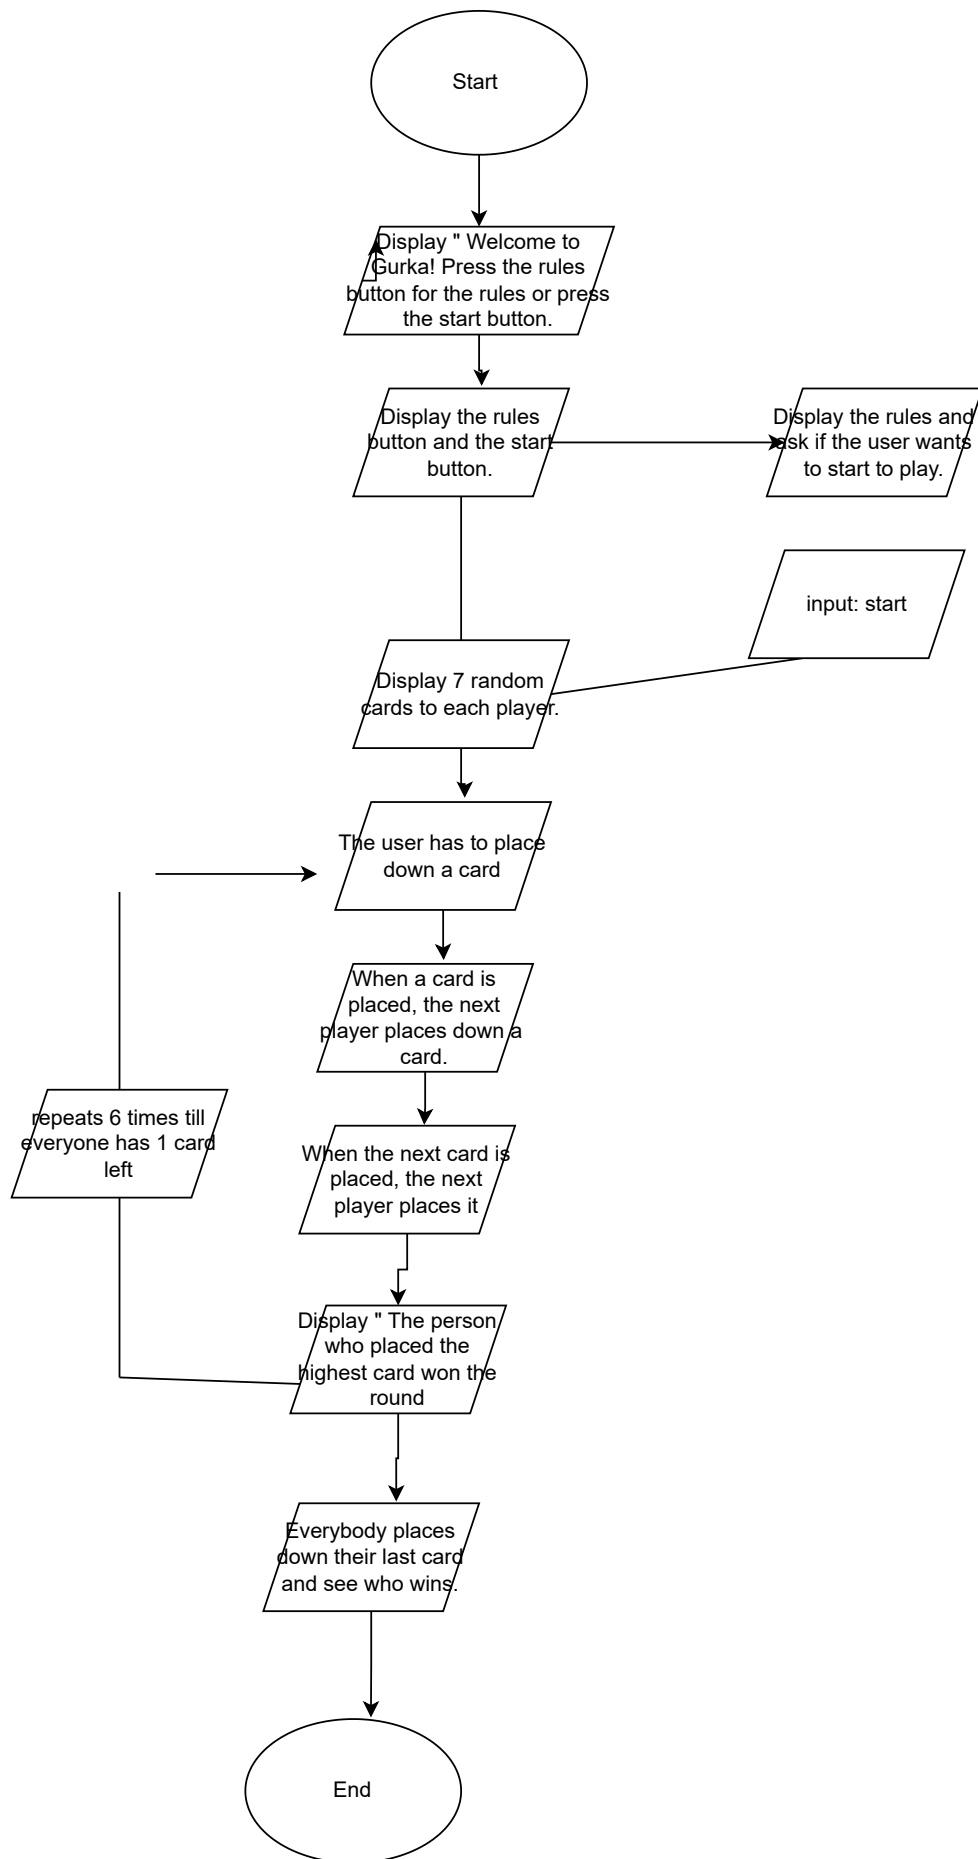 Start
Display " Welcome to
Gurka! Press the rules
button for the rules or press
the start button.
Display the rules
button and the start
button.
Display the rules and
ask if the user wants
to start to play.
input: start
Display 7 random
cards to each player.
The user has to place
down a card
When a card is
placed, the next
player places down a
card.
repeats 6 times till
everyone has 1 card
left
When the next card is
placed, the next
player places it
Display " The person
who placed the
highest card won the
round
Everybody places
down their last card
and see who wins.
End